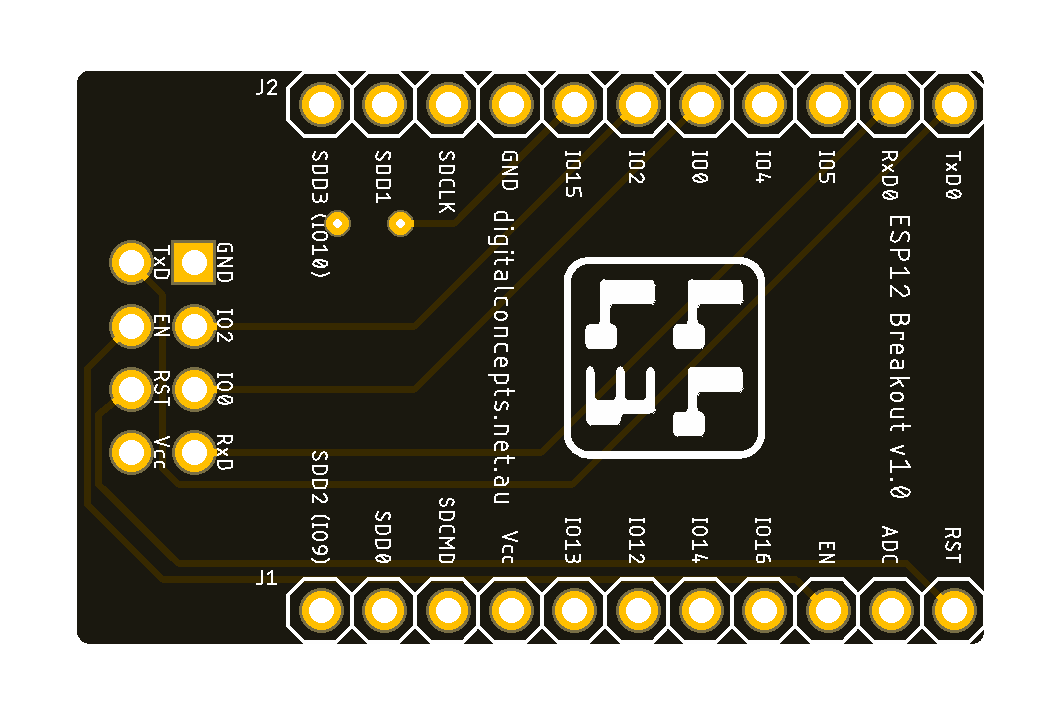 J2
SDD3 (IO10)
SDD1
SDCLK
GND
IO15
IO2
IO0
IO4
IO5
RxD0
TxD0
TxD
GND
EN
IO2
RST
IO0
Vcc
RxD
digitalconcepts.net.au
ESP12 Breakout v1.0
SDD2 (IO9)
SDD0
SDCMD
Vcc
IO13
IO12
IO14
IO16
EN
ADC
RST
J1